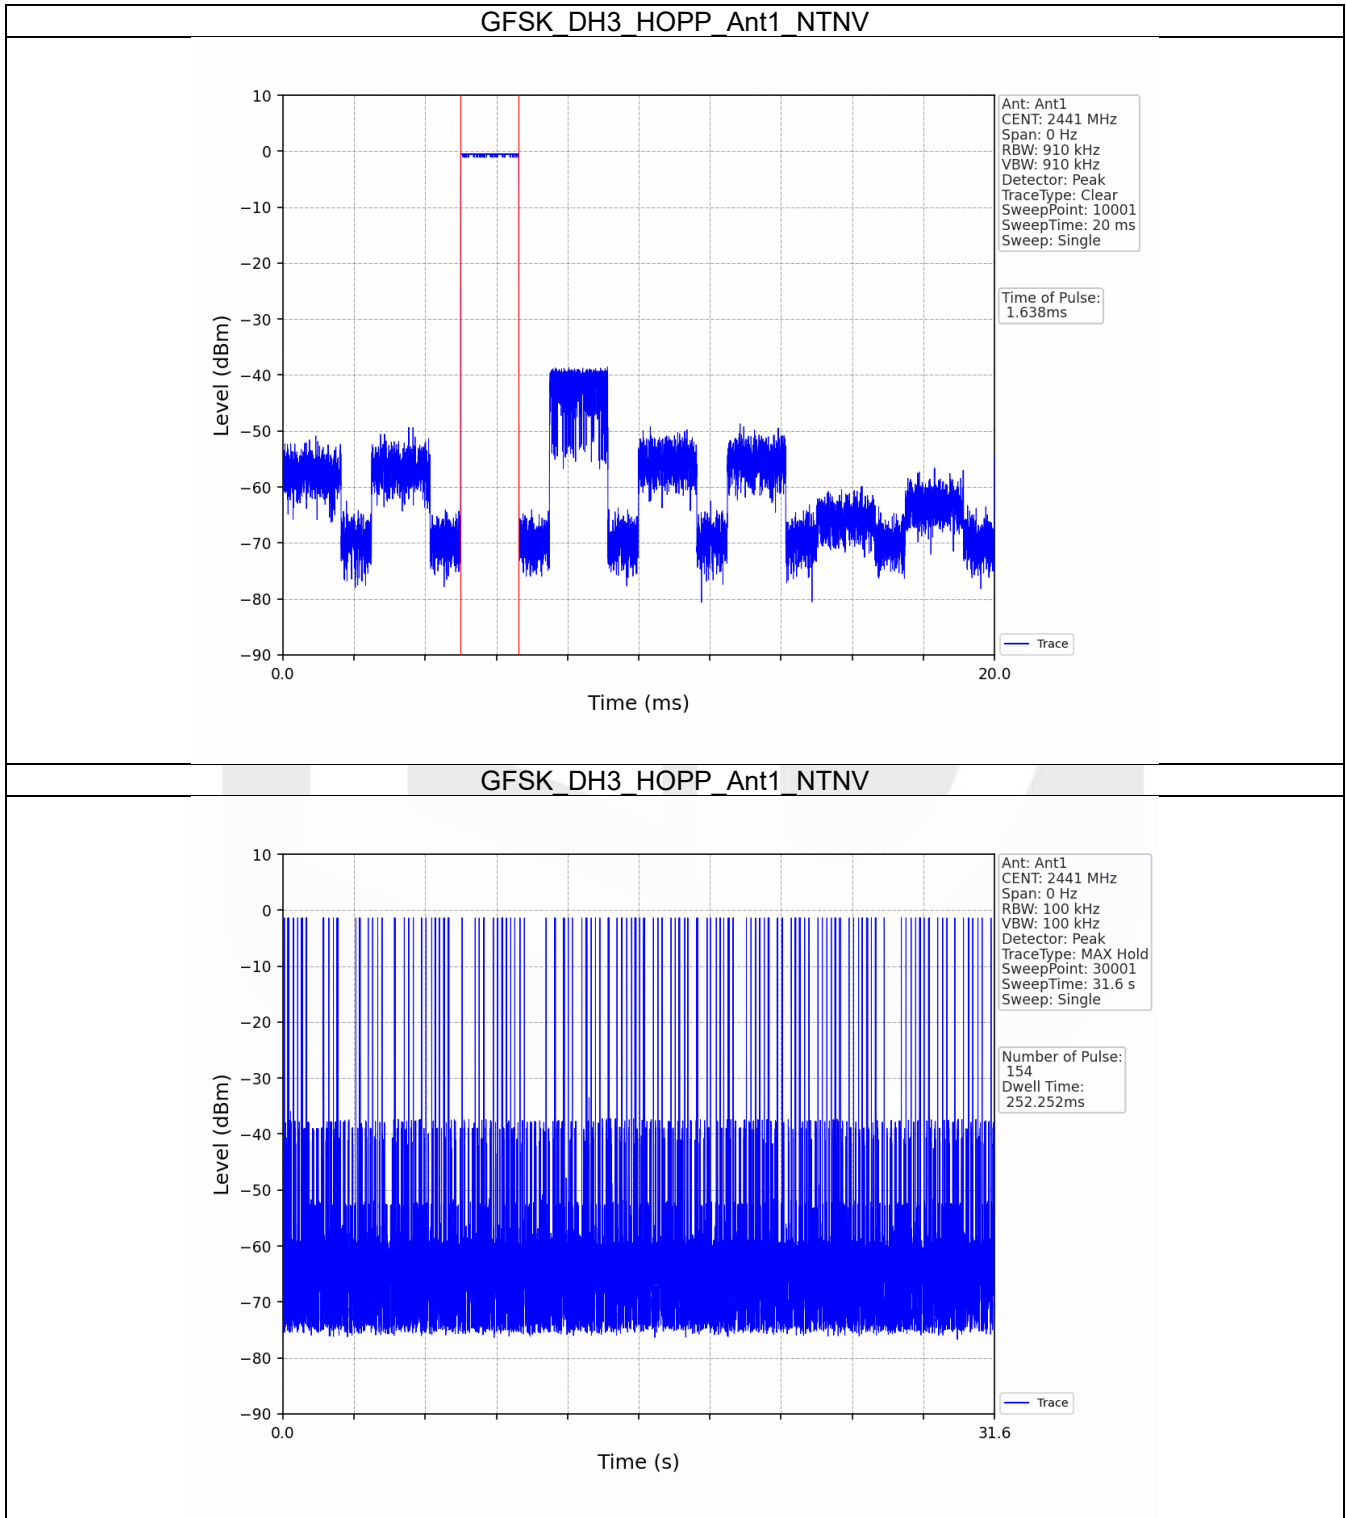 GFSK_DH3_HOPP_Ant1_NTNV
10
0
−10
−20
−30
−40
−50
−60
−70
−80
−90
Level (dBm)
0.0
20.0
Time (ms)
Ant: Ant1
CENT: 2441 MHz
Span: 0 Hz
RBW: 910 kHz
VBW: 910 kHz
Detector: Peak
TraceType: Clear
SweepPoint: 10001
SweepTime: 20 ms
Sweep: Single
Time of Pulse:
1.638ms
Trace
GFSK_DH3_HOPP_Ant1_NTNV
10
0
−10
−20
−30
−40
−50
−60
−70
−80
−90
Level (dBm)
0.0
31.6
Time (s)
Ant: Ant1
CENT: 2441 MHz
Span: 0 Hz
RBW: 100 kHz
VBW: 100 kHz
Detector: Peak
TraceType: MAX Hold
SweepPoint: 30001
SweepTime: 31.6 s
Sweep: Single
Number of Pulse:
154
Dwell Time:
252.252ms
Trace